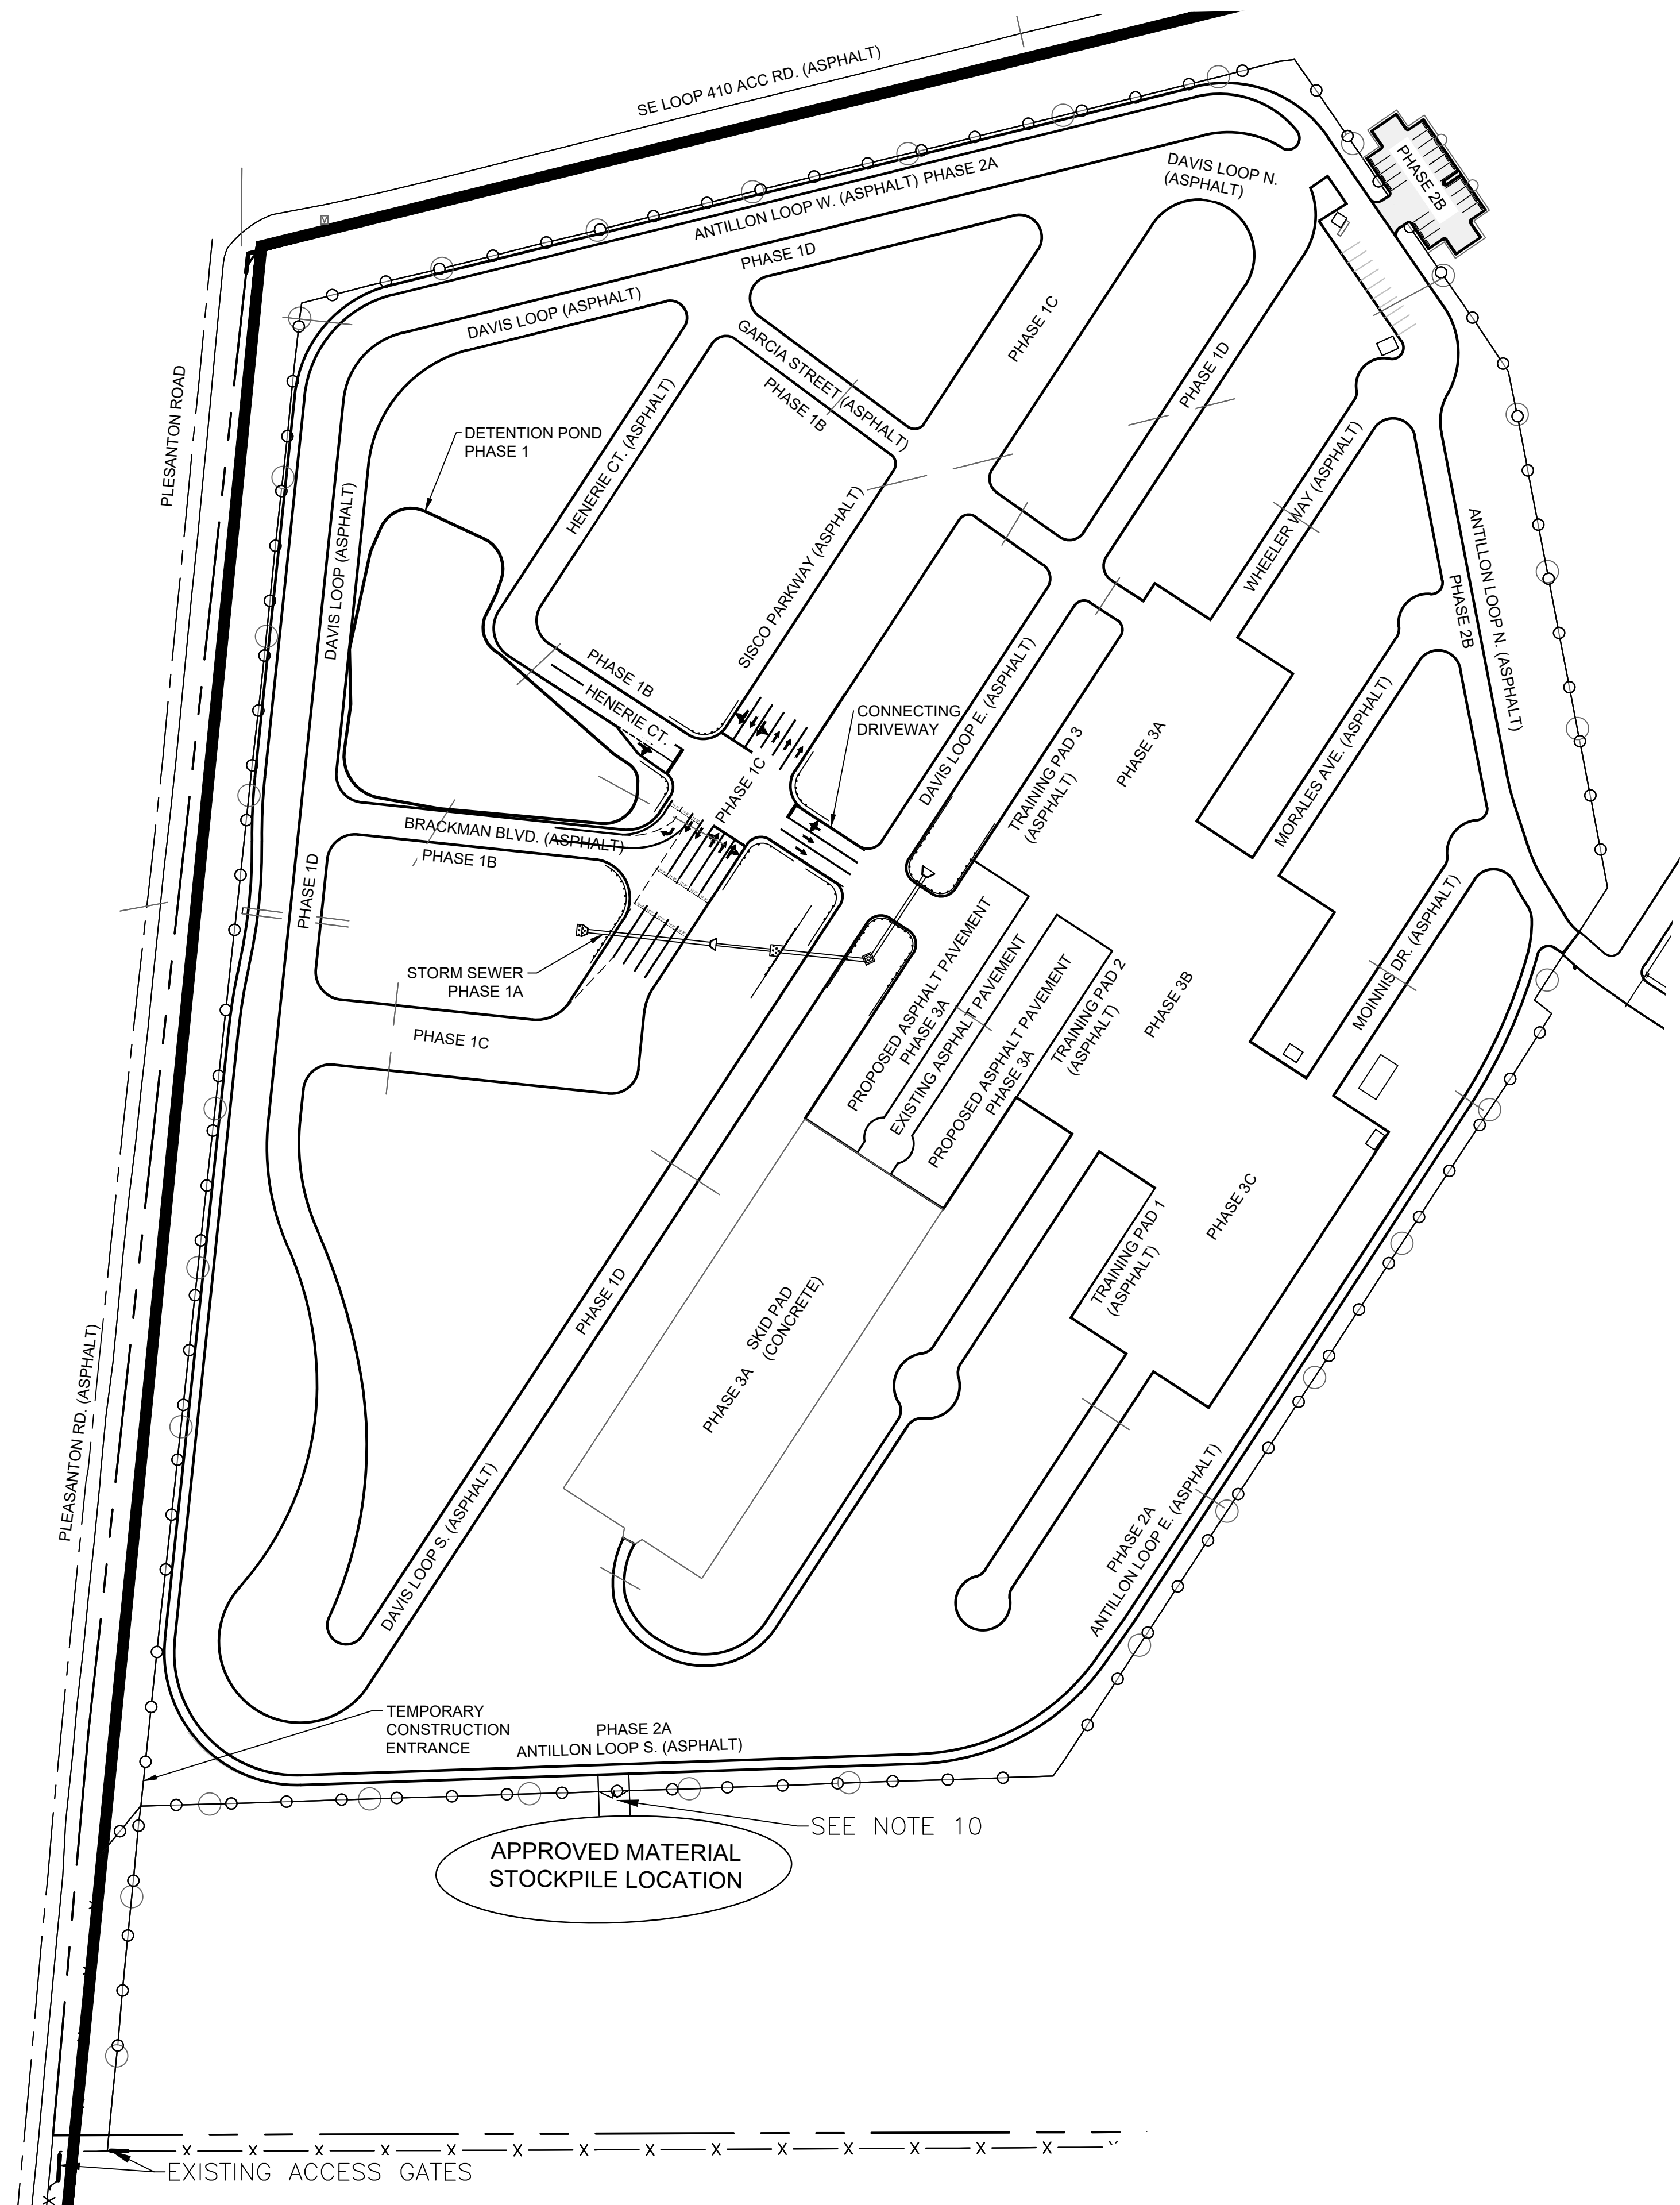 SE LOOP 410 ACC RD. (ASPHALT)
PHASE 2B
ANTILLON LOOP W. (ASPHALT) PHASE 2A
DAVIS LOOP N.
(ASPHALT)
PHASE 1D
DAVIS LOOP (ASPHALT)
PLESANTON ROAD
GARCIA STREET (ASPHALT)
PHASE 1B
PHASE 1C
PHASE 1D
HENERIE CT. (ASPHALT)
DETENTION POND
PHASE 1
WHEELER WAY (ASPHALT)
ANTILLON LOOP N. (ASPHALT)
PHASE 2B
DAVIS LOOP (ASPHALT)
SISCO PARKWAY (ASPHALT)
PHASE 1B
HENERIE CT.
CONNECTING
DRIVEWAY
DAVIS LOOP E. (ASPHALT)
TRAINING PAD 3
(ASPHALT)
PHASE 3A
MORALES AVE. (ASPHALT)
PHASE 1C
BRACKMAN BLVD. (ASPHALT)
PHASE 1B
PHASE 1D
STORM SEWER
PHASE 1A
PROPOSED ASPHALT PAVEMENT
PHASE 3A
EXISTING ASPHALT PAVEMENT
PROPOSED ASPHALT PAVEMENT
PHASE 3A
TRAINING PAD 2
(ASPHALT)
PHASE 3B
MOINNIS DR. (ASPHALT)
PHASE 1C
PHASE 3C
TRAINING PAD 1
(ASPHALT)
PHASE 1D
SKID PAD
(CONCRETE)
PHASE 3A
PLEASANTON RD. (ASPHALT)
DAVIS LOOP S. (ASPHALT)
PHASE 2A
ANTILLON LOOP E. (ASPHALT)
TEMPORARY
CONSTRUCTION
ENTRANCE
PHASE 2A
ANTILLON LOOP S. (ASPHALT)
SEE NOTE 10
APPROVED MATERIAL
STOCKPILE LOCATION
EXISTING ACCESS GATES